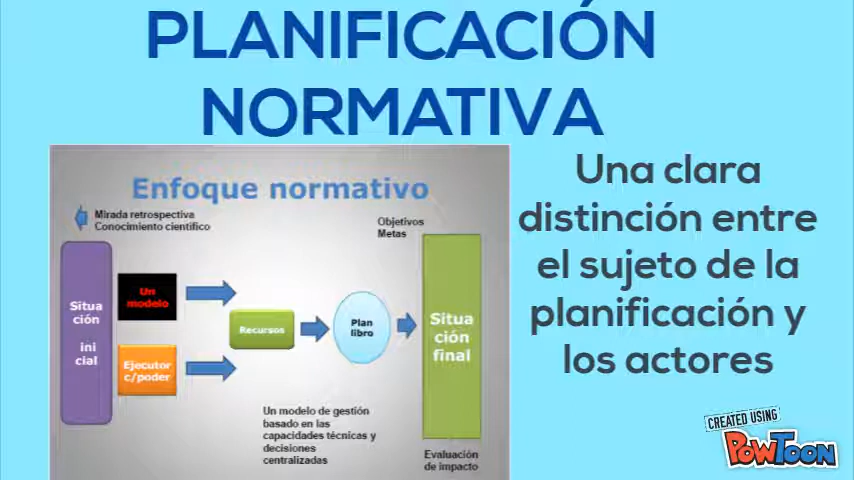 PLANIFICACIÓN
NORMATIVA
Enfoque normativo
Mirada retrospectiva
Conocimiento científico
Objetivos
Metas
Situa
ción
ini
cial
Un
modelo
Ejecutor
c/poder
Recursos
Plan
libro
Situa
ción
final
Un modelo de gestión
basado en las
capacidades técnicas y
decisiones
centralizadas
Evaluación
de impacto
Una clara
distinción entre
el sujeto de la
planificación y
los actores
CREATED USING
POWTOON